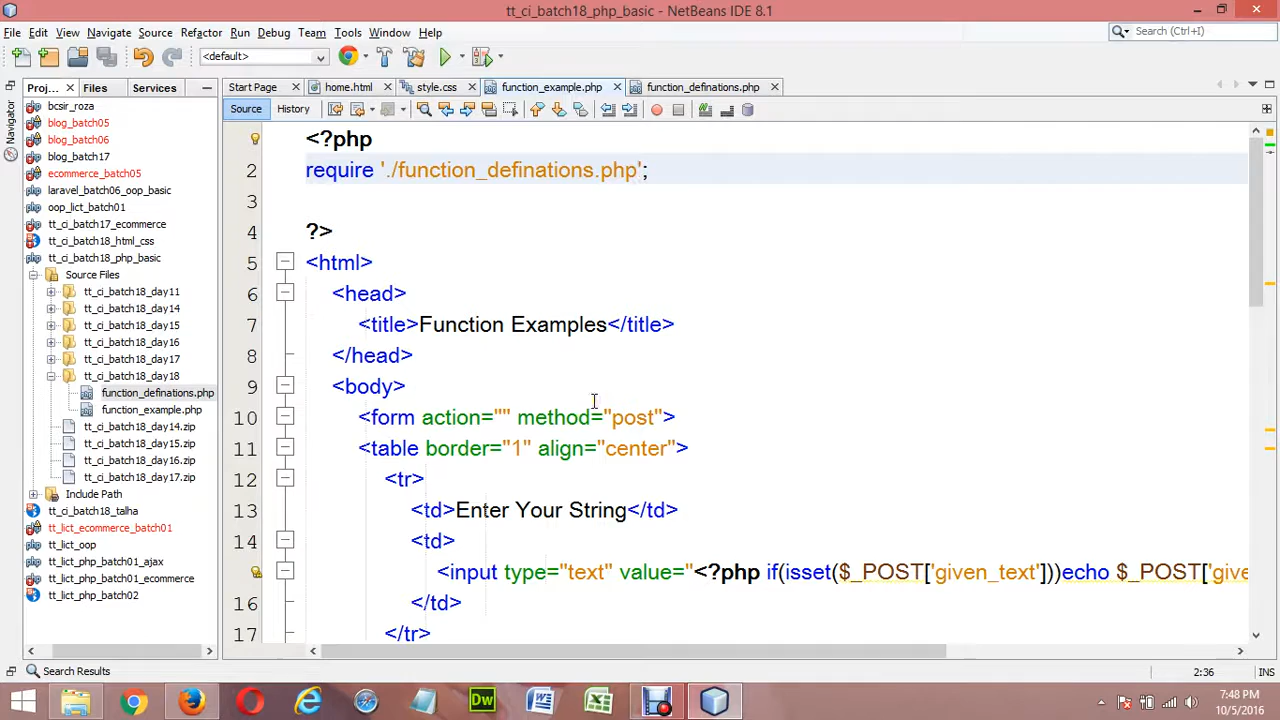 tt_ci_batch18_php_basic - NetBeans IDE 8.1
File Edit View Navigate Source Refactor Run Debug Team Tools Window Help
Search (Ctrl+I)
<default>
Proj... Files Services
Start Page home.html style.css function_example.php function_definations.php
Source History
Navigator
bcsir_roza
blog_batch05
blog_batch06
blog_batch17
ecommerce_batch05
laravel_batch06_oop_basic
oop_lict_batch01
tt_ci_batch17_ecommerce
tt_ci_batch18_html_css
tt_ci_batch18_php_basic
Source Files
tt_ci_batch18_day11
tt_ci_batch18_day14
tt_ci_batch18_day15
tt_ci_batch18_day16
tt_ci_batch18_day17
tt_ci_batch18_day18
function_definations.php
function_example.php
tt_ci_batch18_day14.zip
tt_ci_batch18_day15.zip
tt_ci_batch18_day16.zip
tt_ci_batch18_day17.zip
Include Path
tt_ci_batch18_talha
tt_lict_ecommerce_batch01
tt_lict_oop
tt_lict_php_batch01_ajax
tt_lict_php_batch01_ecommerce
tt_lict_php_batch02
<?php
2 require './function_definations.php';
3
4 ?>
5 <html>
6 <head>
7 <title>Function Examples</title>
8 </head>
9 <body>
10 <form action="" method="post">
11 <table border="1" align="center">
12 <tr>
13 <td>Enter Your String</td>
14 <td>
<input type="text" value="<?php if(isset($_POST['given_text']))echo $_POST['give
16 </td>
17 </tr>
Search Results
2:36 INS
Dw
7:48 PM
10/5/2016